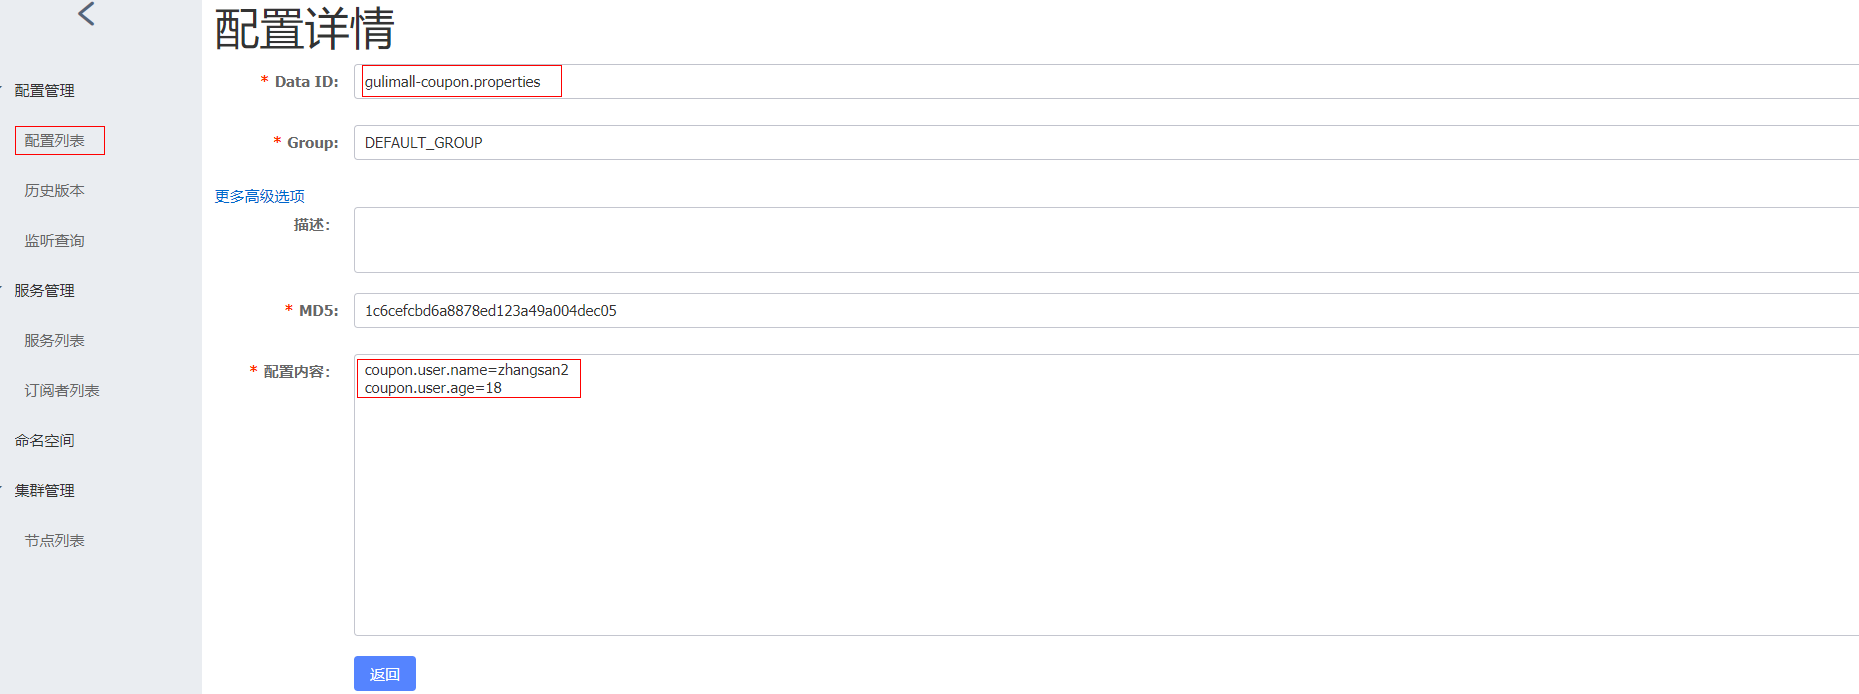 配置管理
配置列表
历史版本
监听查询
服务管理
服务列表
订阅者列表
命名空间
集群管理
节点列表
配置详情
* Data ID: gulimall-coupon.properties
* Group: DEFAULT_GROUP
更多高级选项
描述:
* MD5: 1c6cefcbd6a8878ed123a49a004dec05
* 配置内容: coupon.user.name=zhangsan2
coupon.user.age=18
返回